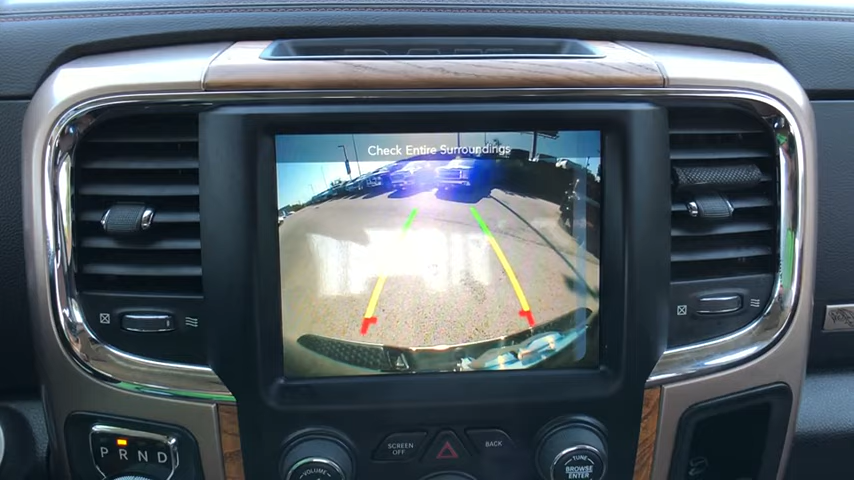 Check Entire Surroundings
PRND
SCREEN
OFF
BACK
VOLUME
TUNE
BROWSE
ENTER